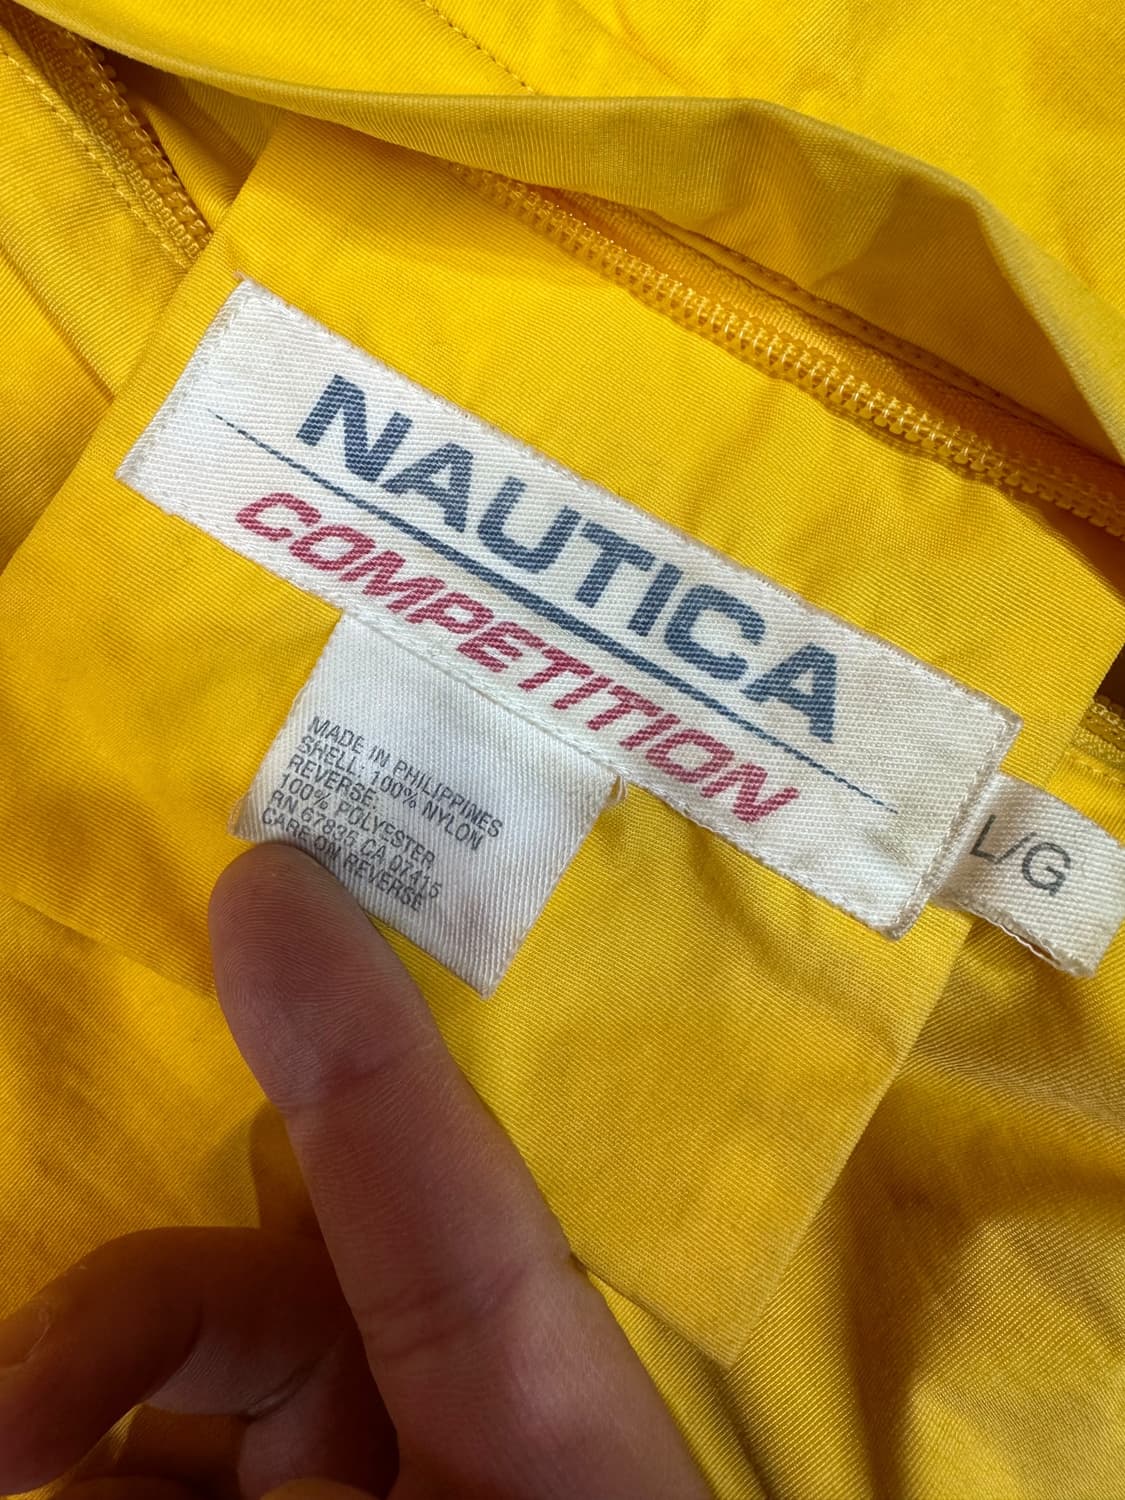 NAUTICA
COMPETITION
L/G
MADE IN PHILIPPINES
SHELL: 100% NYLON
REVERSE:
100% POLYESTER
RN 67835 CA 07415
CARE ON REVERSE